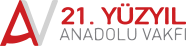 21. YÜZYIL
ANADOLU VAKFI